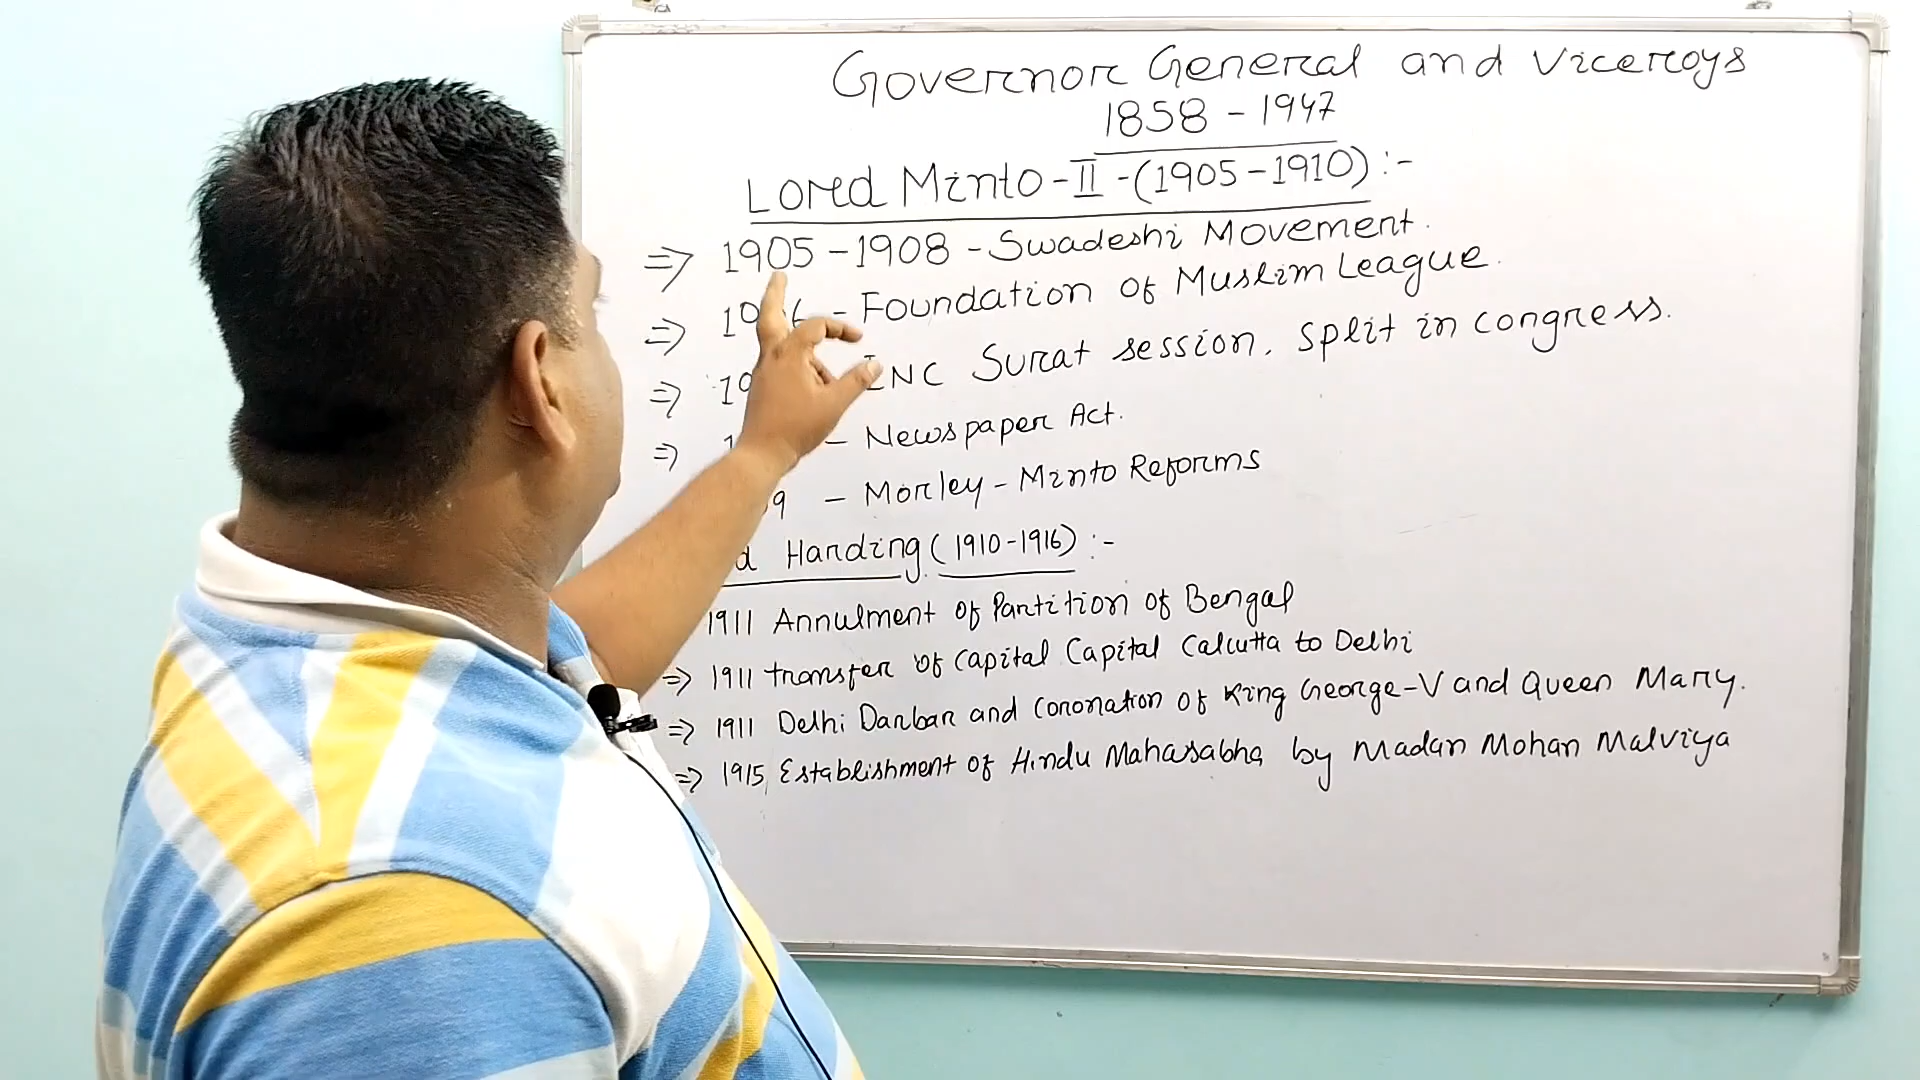 Governor General and Viceroys
1858 - 1947
Lord Minto-II-(1905-1910):-
⇒ 1905-1908 - Swadeshi Movement.
⇒ - Foundation of Muslim League.
⇒ INC Surat session, split in congress.
⇒ - Newspaper Act.
- Morley-Minto Reforms
Harding (1910-1916):-
1911 Annulment of Partition of Bengal
⇒ 1911 transfer of Capital Capital Calcutta to Delhi
⇒ 1911 Delhi Darbar and Coronation of King George-V and Queen Mary.
⇒ 1915 Establishment of Hindu Mahasabha by Madan Mohan Malviya